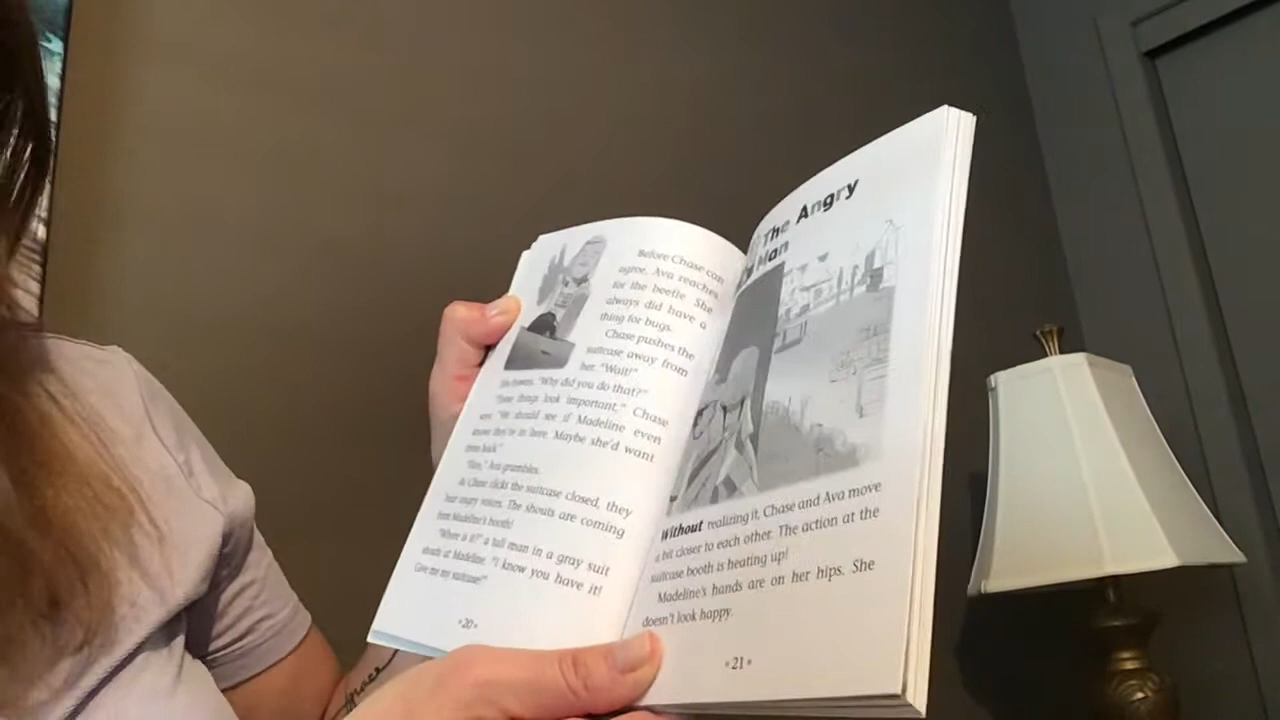 Before Chase can
agree, Ava reaches
for the beetle. She
always did have a
thing for bugs.
Chase pushes the
suitcase away from
her. "Wait!"
"Why did you do that?"
things look important," Chase
says. "We should see if Madeline even
knows they're in here. Maybe she'd want
them back."
"Fine," Ava grumbles.
As Chase clicks the suitcase closed, they
hear angry voices. The shouts are coming
from Madeline's booth!
"Where is it?" a tall man in a gray suit
shouts at Madeline. "I know you have it!
Give me my suitcase!"
•20•
The Angry
Man
Without realizing it, Chase and Ava move
a bit closer to each other. The action at the
suitcase booth is heating up!
Madeline's hands are on her hips. She
doesn't look happy.
•21•
grace